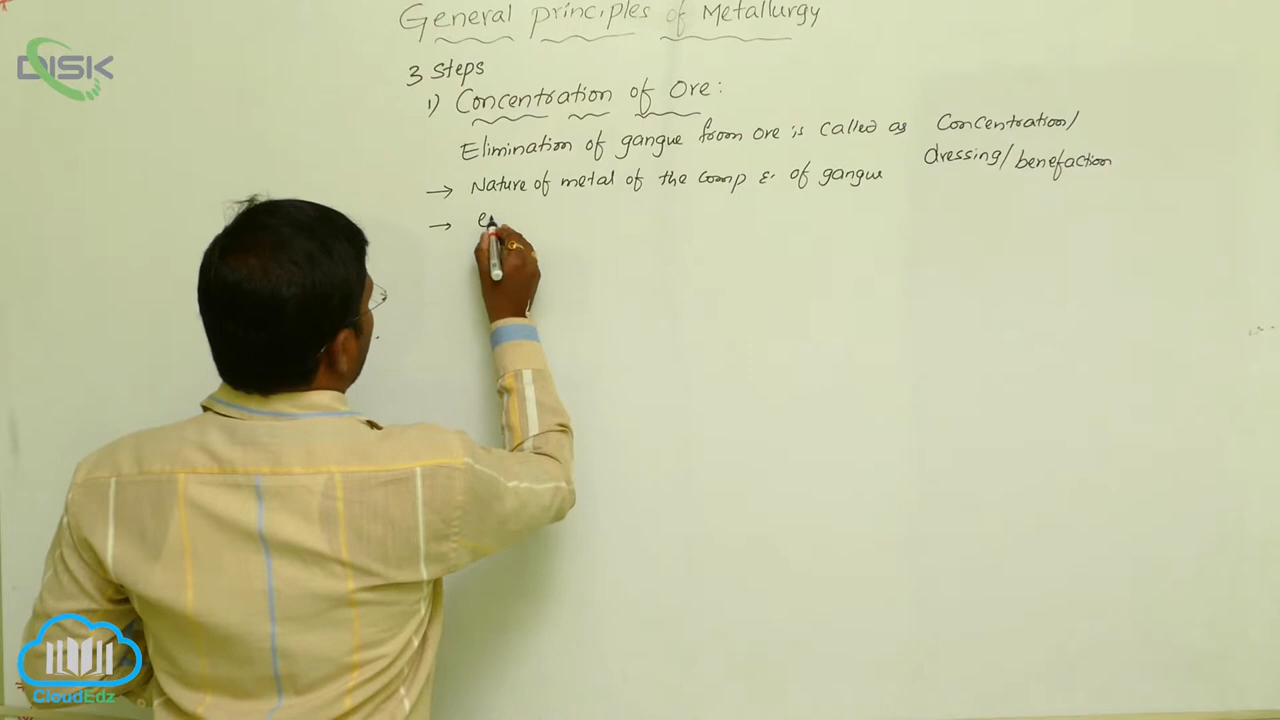 General principles of Metallurgy
DISK
3 Steps
1) Concentration of Ore:
Elimination of gangue from ore is called as Concentration/
dressing/benefaction
→ Nature of metal of the comp &. of gangue
→ e
CloudEdz